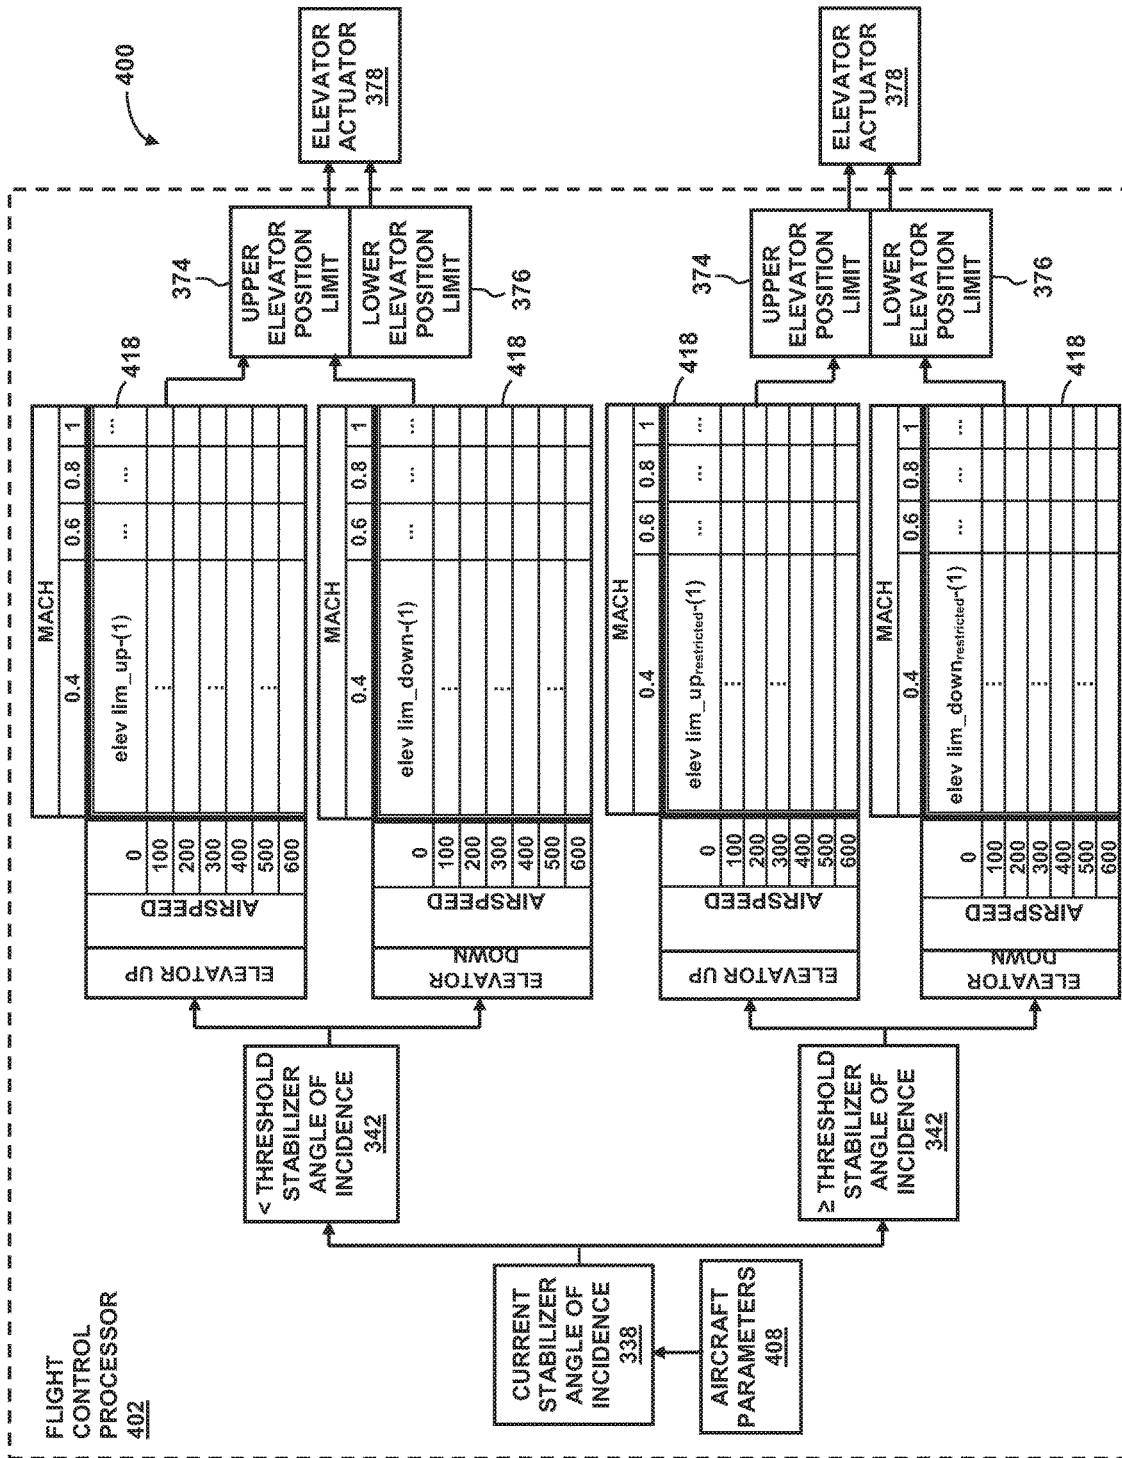 400
FLIGHT
CONTROL
PROCESSOR
402
CURRENT
STABILIZER
ANGLE OF
INCIDENCE
338
AIRCRAFT
PARAMETERS
408
< THRESHOLD
STABILIZER
ANGLE OF
INCIDENCE
342
≥ THRESHOLD
STABILIZER
ANGLE OF
INCIDENCE
342
MACH
0.4 0.6 0.8 1
ELEVATOR UP
AIRSPEED
0 elev lim_up-(1) ... ... ...
100 ...
200
300 ...
400
500 ...
600
418
MACH
0.4 0.6 0.8 1
ELEVATOR
DOWN
AIRSPEED
0 elev lim_down-(1) ... ... ...
100 ...
200
300 ...
400
500 ...
600
418
374
UPPER
ELEVATOR
POSITION
LIMIT
LOWER
ELEVATOR
POSITION
LIMIT
376
ELEVATOR
ACTUATOR
378
MACH
0.4 0.6 0.8 1
ELEVATOR UP
AIRSPEED
0 elev lim_uprestricted-(1) ... ... ...
100 ...
200
300 ...
400
500
600
418
MACH
0.4 0.6 0.8 1
ELEVATOR
DOWN
AIRSPEED
0 elev lim_downrestricted-(1) ... ... ...
100 ...
200
300 ...
400
500 ...
600
418
374
UPPER
ELEVATOR
POSITION
LIMIT
LOWER
ELEVATOR
POSITION
LIMIT
376
ELEVATOR
ACTUATOR
378